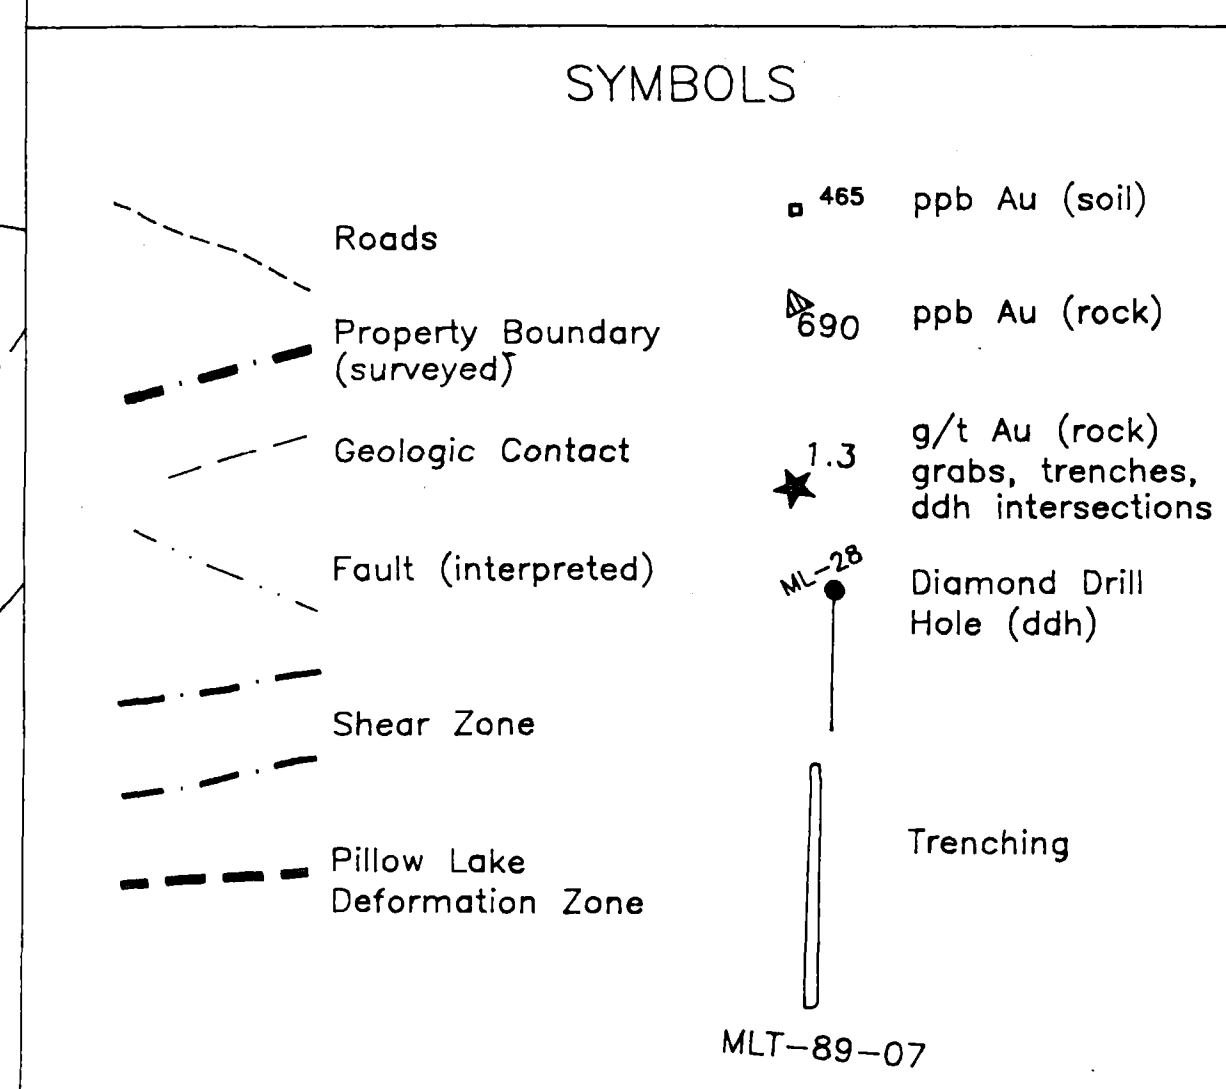 SYMBOLS
Roads
Property Boundary
(surveyed)
Geologic Contact
Fault (interpreted)
Shear Zone
Pillow Lake
Deformation Zone
465 ppb Au (soil)
690 ppb Au (rock)
1.3 g/t Au (rock)
grabs, trenches,
ddh intersections
ML-28
Diamond Drill
Hole (ddh)
Trenching
MLT-89-07